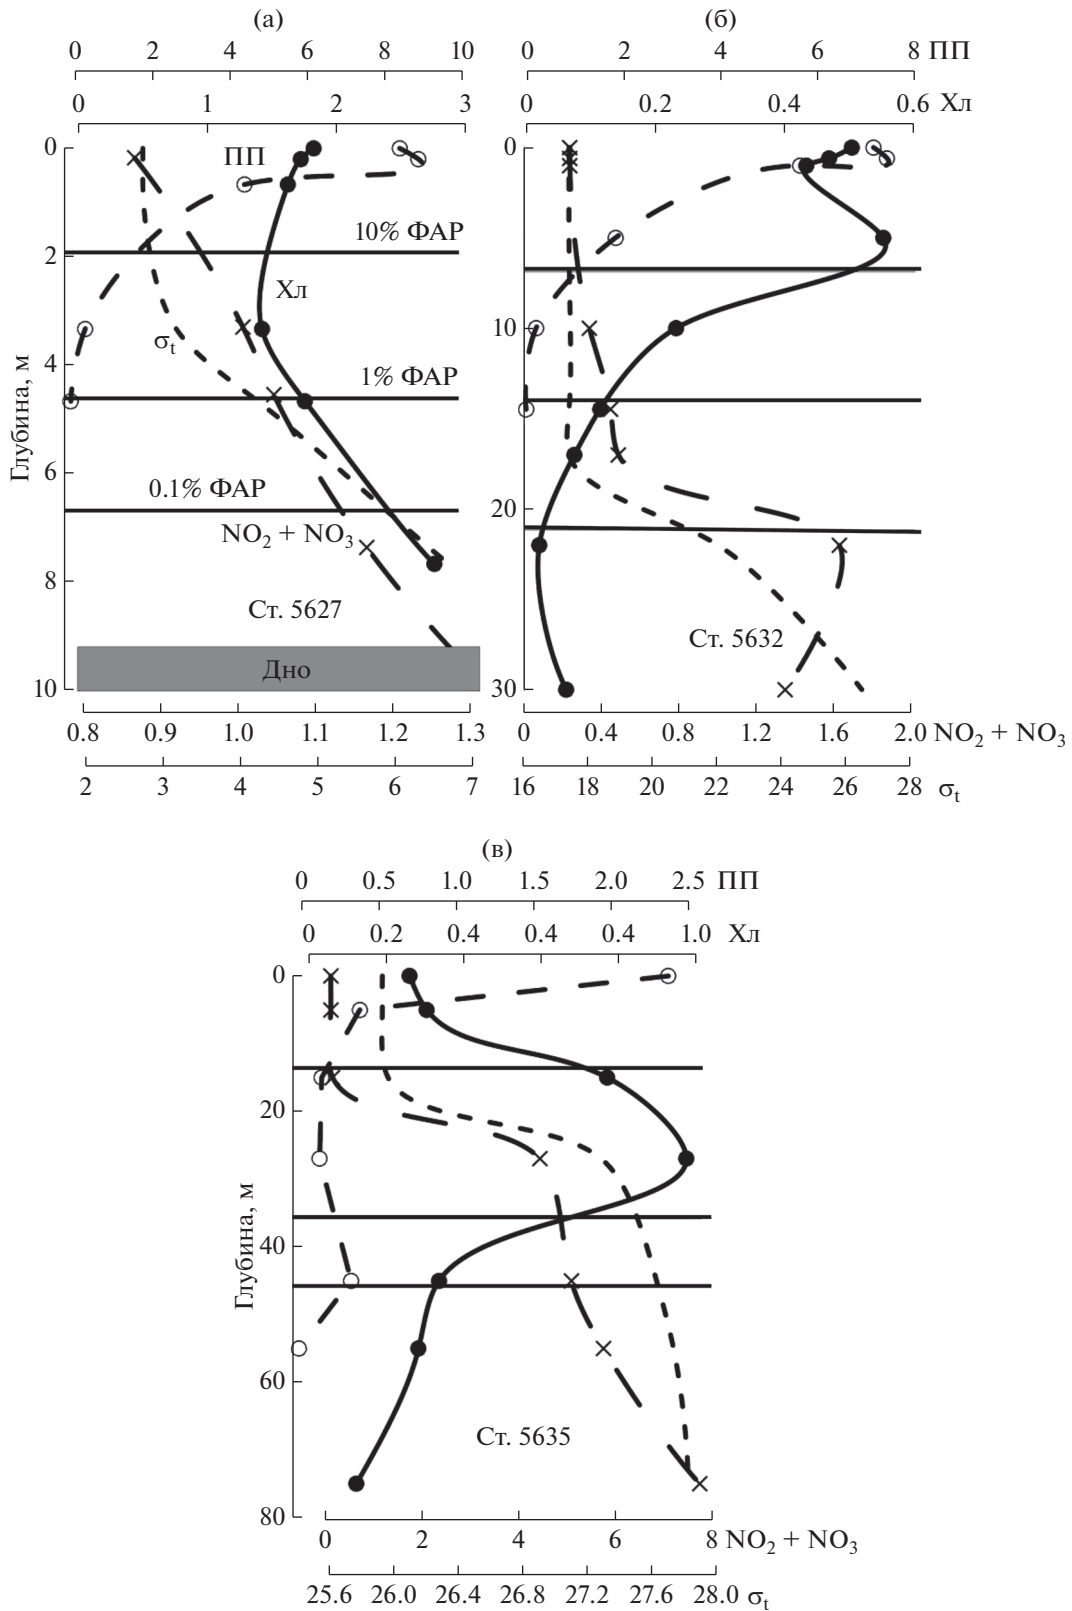 (а)
0 2 4 6 8 10
0 1 2 3
0
2
4
6
8
10
Глубина, м
ПП
10% ФАР
Хл
σt
1% ФАР
0.1% ФАР
NO2 + NO3
Ст. 5627
Дно
0.8 0.9 1.0 1.1 1.2 1.3
2 3 4 5 6 7
(б)
0 2 4 6 8 ПП
0 0.2 0.4 0.6 Хл
0
10
20
30
Ст. 5632
0 0.4 0.8 1.2 1.6 2.0 NO2 + NO3
16 18 20 22 24 26 28 σt
(в)
0 0.5 1.0 1.5 2.0 2.5 ПП
0 0.2 0.4 0.4 0.4 1.0 Хл
0
20
40
60
80
Глубина, м
Ст. 5635
0 2 4 6 8 NO2 + NO3
25.6 26.0 26.4 26.8 27.2 27.6 28.0 σt